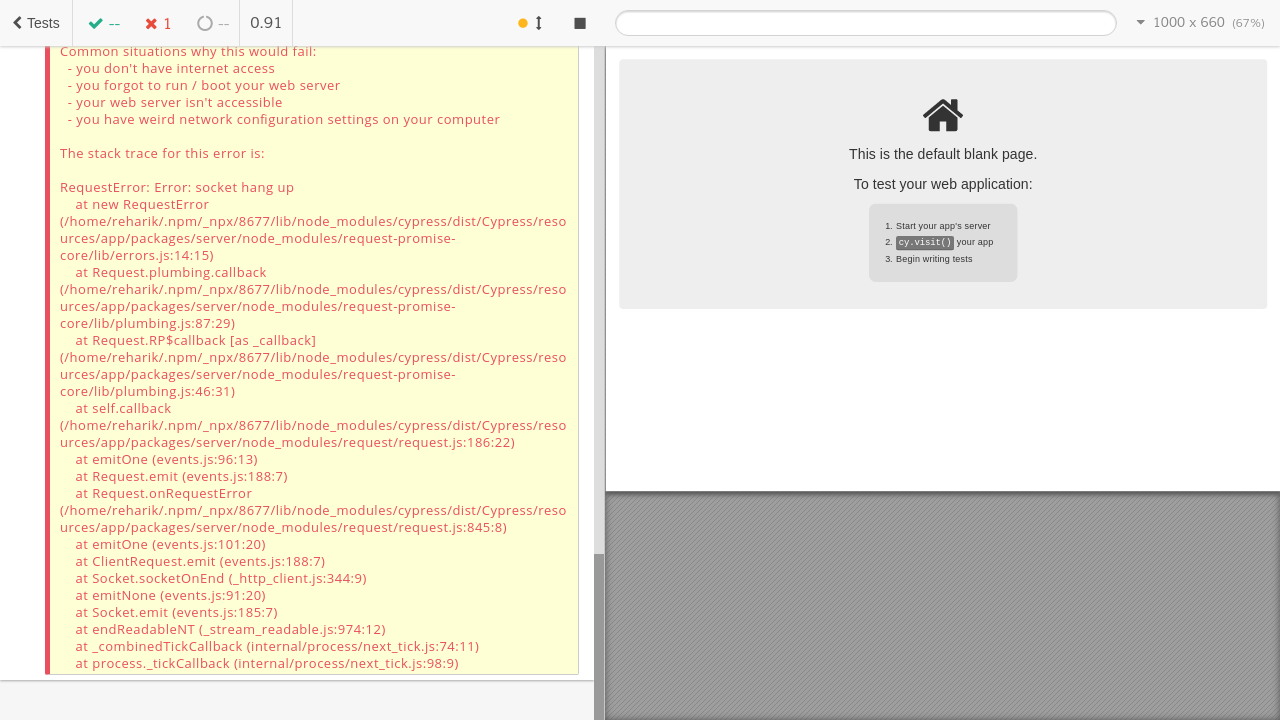 Tests -- 1 -- 0.91 1000 x 660 (67%)
Common situations why this would fail:
- you don't have internet access
- you forgot to run / boot your web server
- your web server isn't accessible
- you have weird network configuration settings on your computer
The stack trace for this error is:
RequestError: Error: socket hang up
at new RequestError
(/home/reharik/.npm/_npx/8677/lib/node_modules/cypress/dist/Cypress/reso
urces/app/packages/server/node_modules/request-promise-
core/lib/errors.js:14:15)
at Request.plumbing.callback
(/home/reharik/.npm/_npx/8677/lib/node_modules/cypress/dist/Cypress/reso
urces/app/packages/server/node_modules/request-promise-
core/lib/plumbing.js:87:29)
at Request.RP$callback [as _callback]
(/home/reharik/.npm/_npx/8677/lib/node_modules/cypress/dist/Cypress/reso
urces/app/packages/server/node_modules/request-promise-
core/lib/plumbing.js:46:31)
at self.callback
(/home/reharik/.npm/_npx/8677/lib/node_modules/cypress/dist/Cypress/reso
urces/app/packages/server/node_modules/request/request.js:186:22)
at emitOne (events.js:96:13)
at Request.emit (events.js:188:7)
at Request.onRequestError
(/home/reharik/.npm/_npx/8677/lib/node_modules/cypress/dist/Cypress/reso
urces/app/packages/server/node_modules/request/request.js:845:8)
at emitOne (events.js:101:20)
at ClientRequest.emit (events.js:188:7)
at Socket.socketOnEnd (_http_client.js:344:9)
at emitNone (events.js:91:20)
at Socket.emit (events.js:185:7)
at endReadableNT (_stream_readable.js:974:12)
at _combinedTickCallback (internal/process/next_tick.js:74:11)
at process._tickCallback (internal/process/next_tick.js:98:9)
This is the default blank page.
To test your web application:
1. Start your app's server
2. cy.visit() your app
3. Begin writing tests